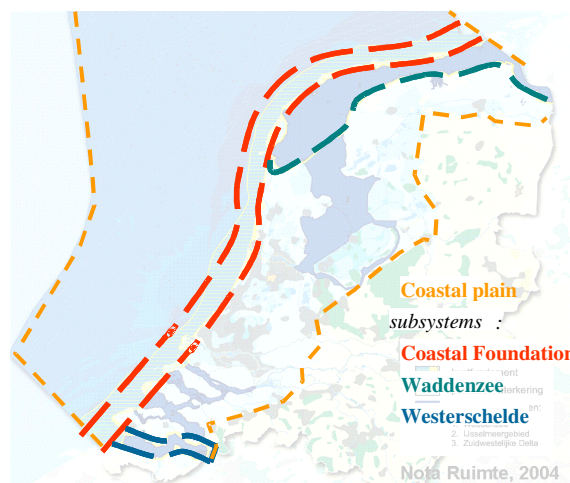 Coastal plain
subsystems :
Coastal Foundation
Waddenzee
Westerschelde
2. IJsselmeergebied
3. Zuidwestelijke Delta
Nota Ruimte, 2004